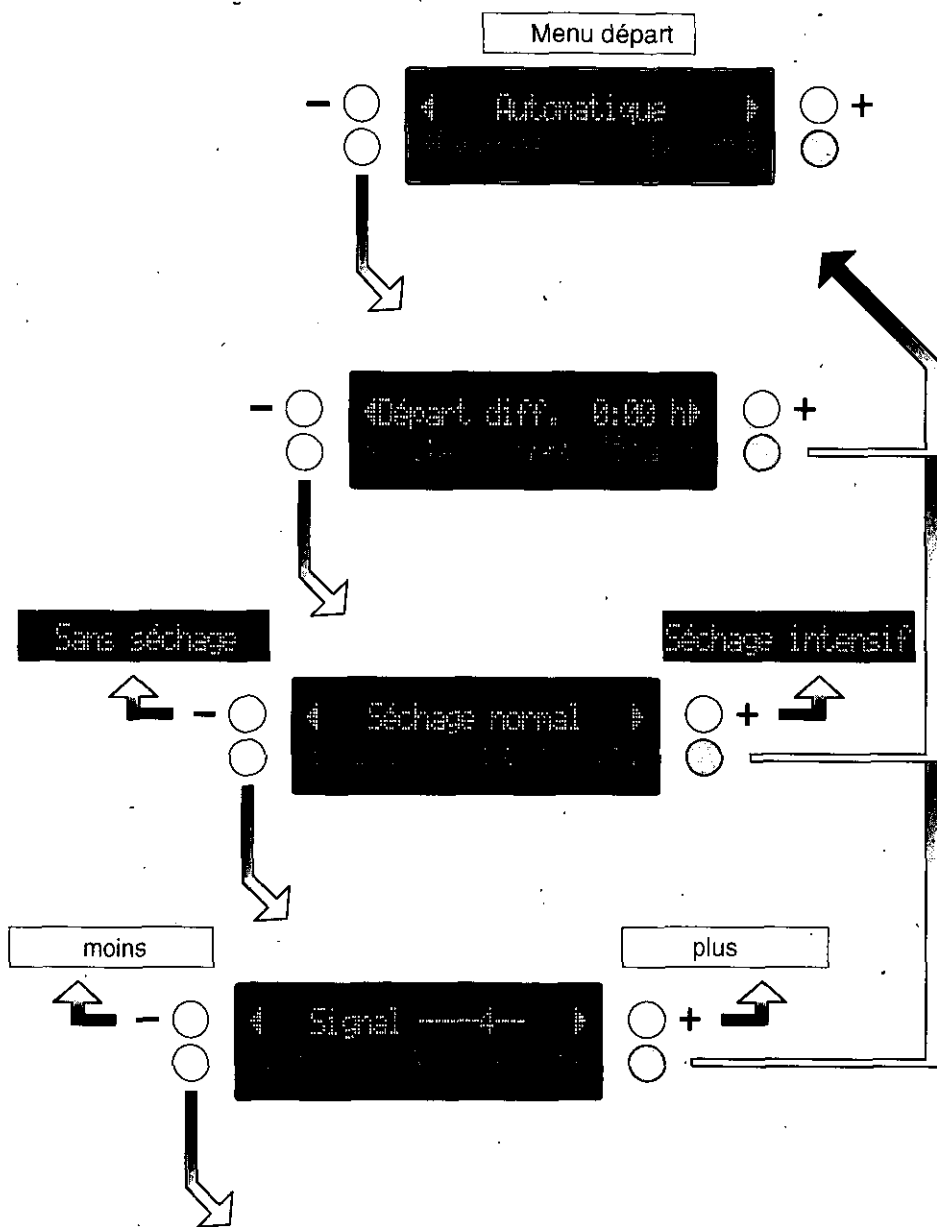 Menu départ
- ◀ Automatique ▶ +
- ◀Départ diff. 0:00 h▶ +
Sans séchage
Séchage intensif
- ◀ Séchage normal ▶ +
moins
plus
- ◀ Signal ------4--- ▶ +